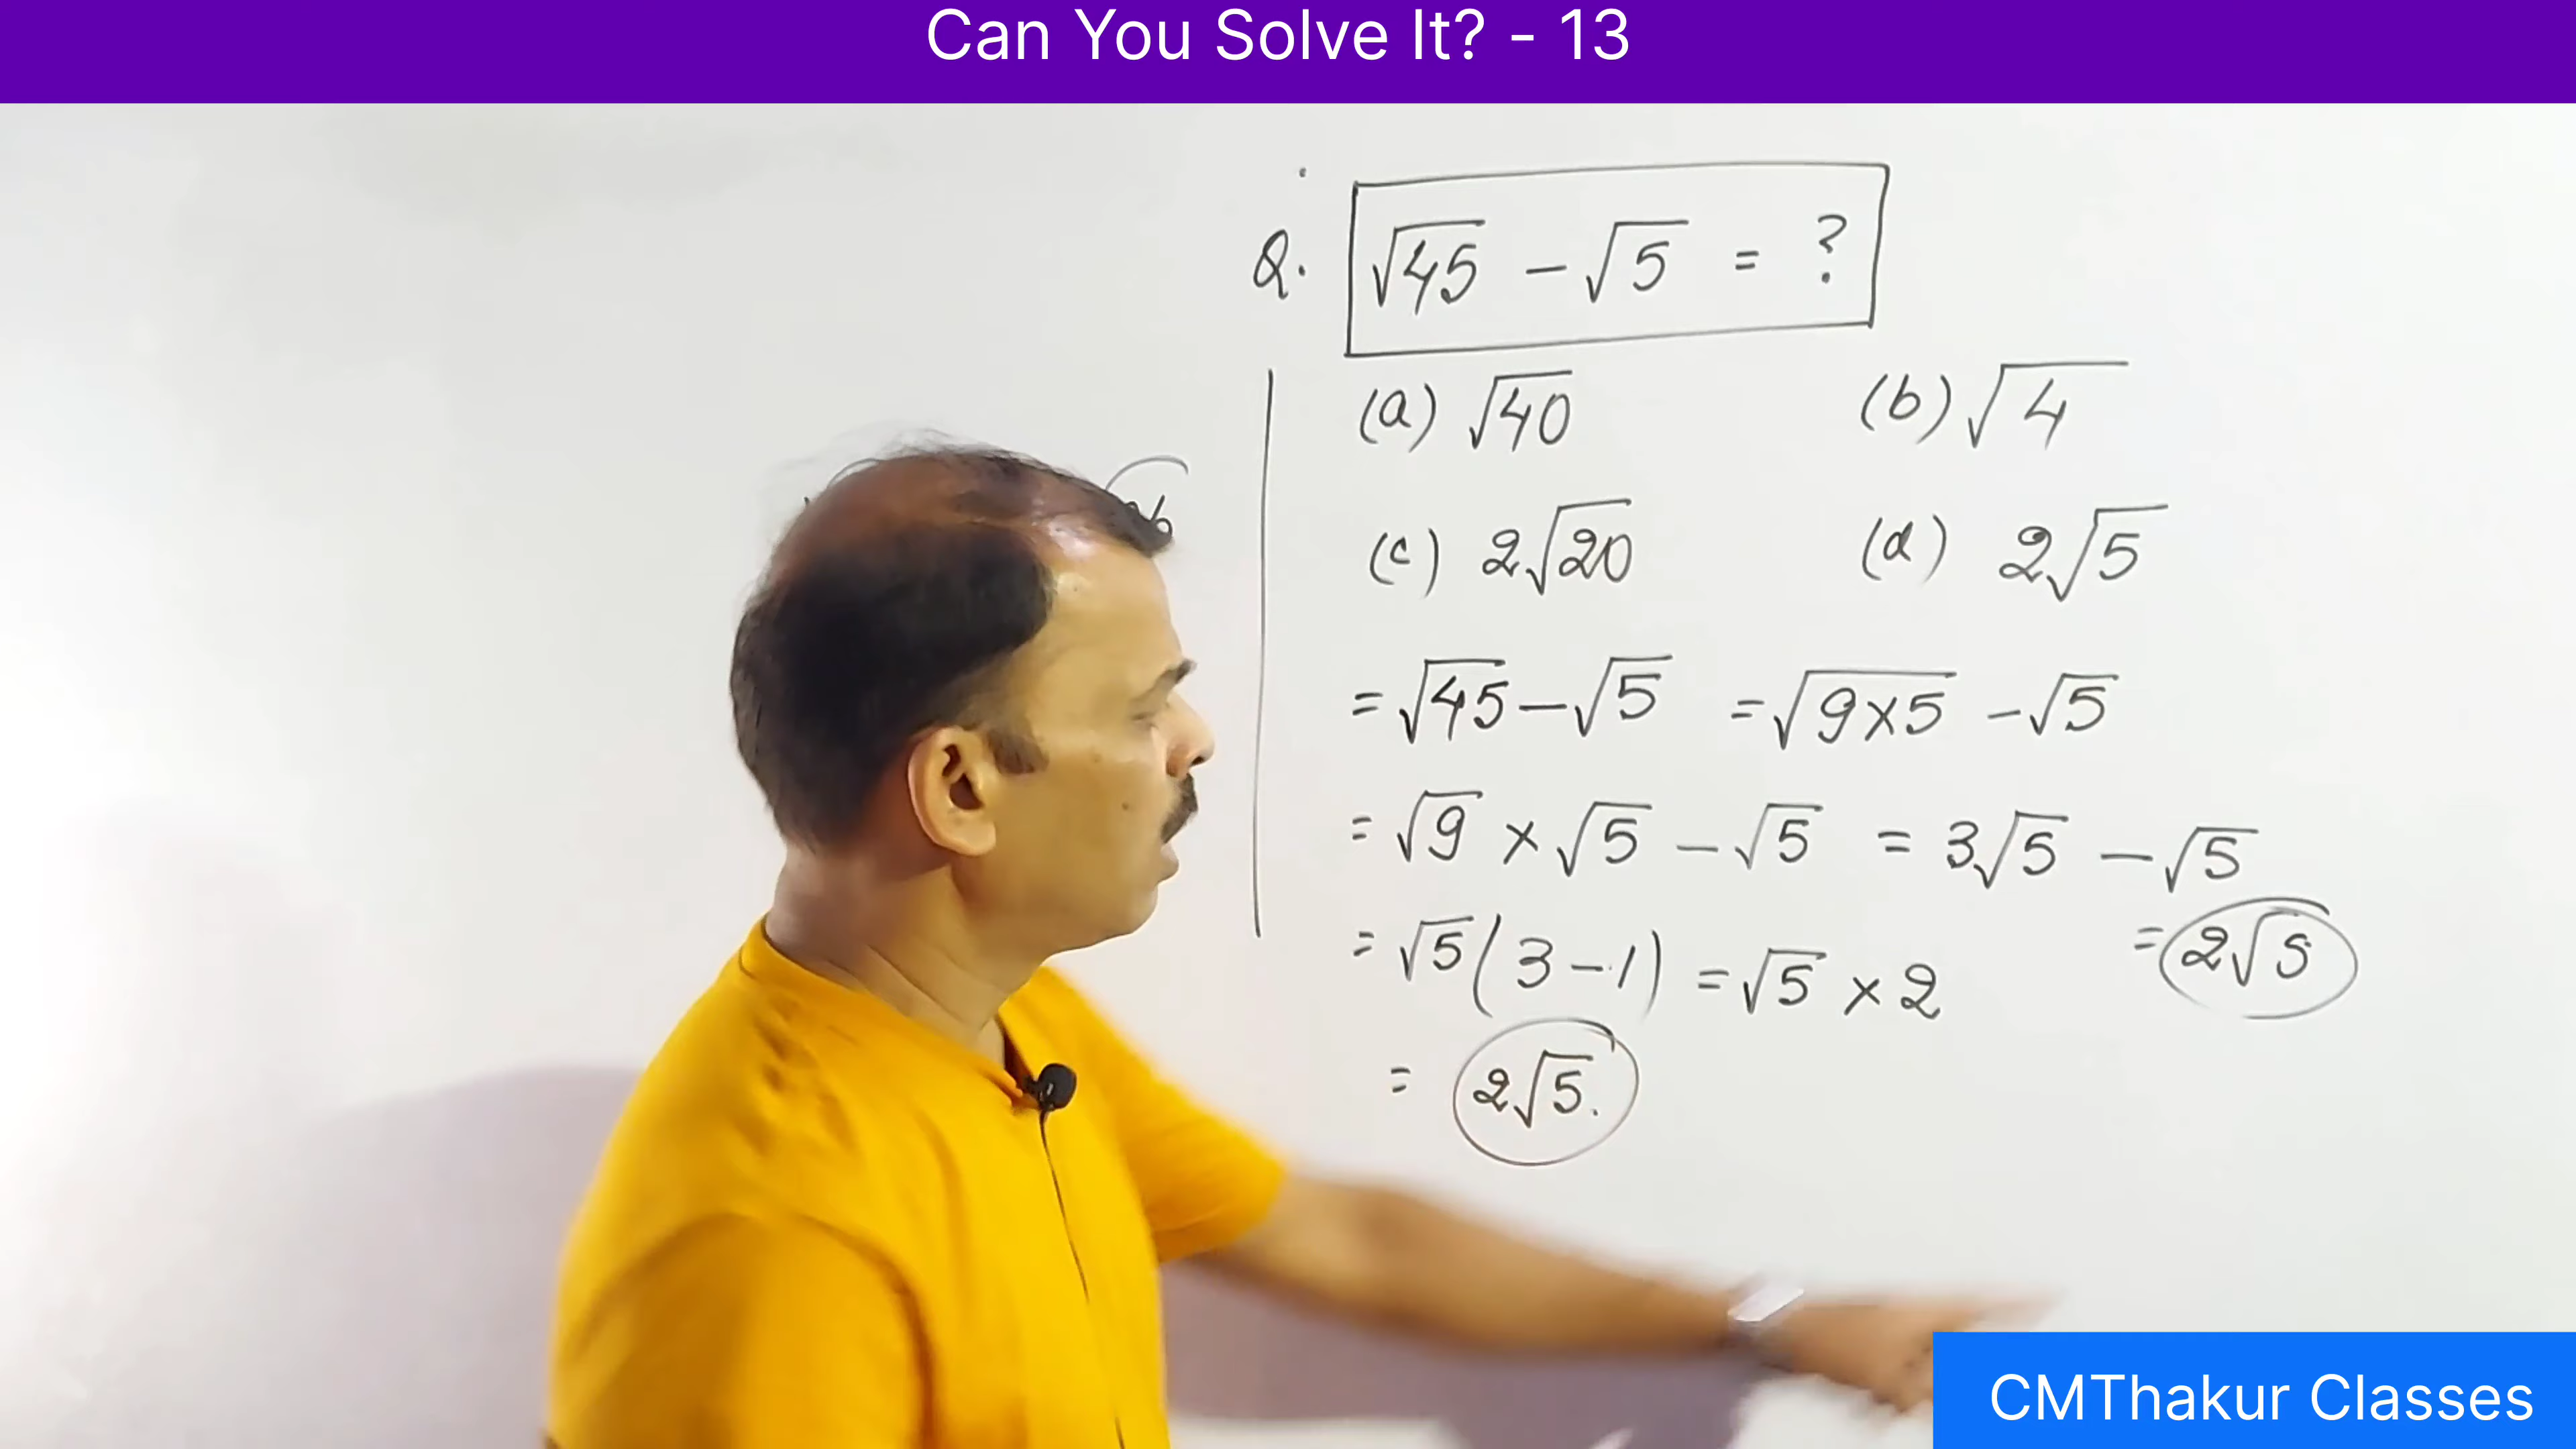 Can You Solve It? - 13
Q. √45 - √5 = ?
(a) √40 (b) √4
(c) 2√20 (d) 2√5
= √45 - √5 = √9×5 - √5
= √9 × √5 - √5 = 3√5 - √5
= √5(3-1) = √5 × 2 = 2√5
= 2√5.
CMThakur Classes